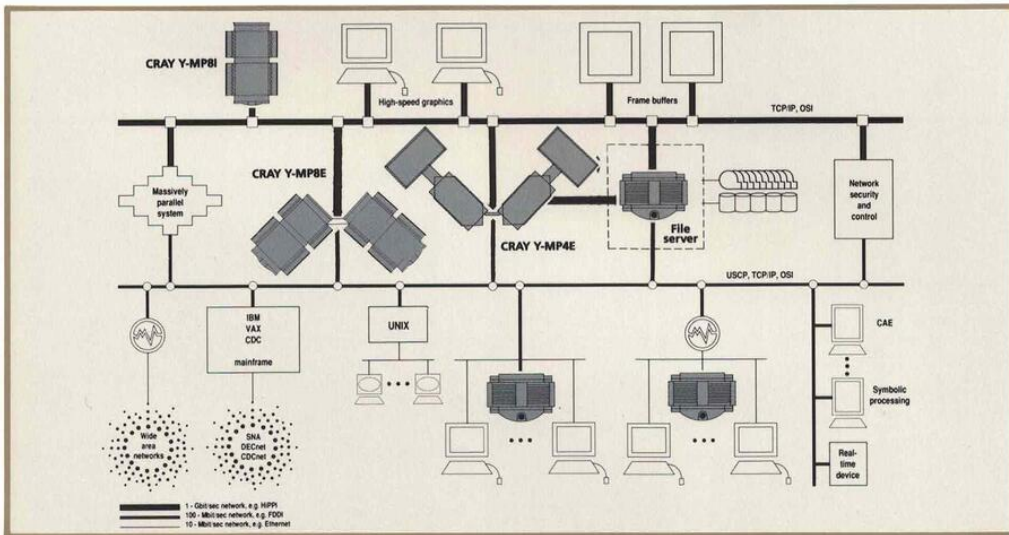 CRAY Y-MP8I
High-speed graphics
Frame buffers
TCP/IP, OSI
Massively
parallel
system
CRAY Y-MP8E
CRAY Y-MP4E
File
server
Network
security
and
control
USCP, TCP/IP, OSI
IBM
VAX
CDC
mainframe
UNIX
CAE
Symbolic
processing
Wide
area
networks
SNA
DECnet
CDCnet
Real-
time
device
1 - Gbit/sec network, e.g. HiPPI
100 - Mbit/sec network, e.g. FDDI
10 - Mbit/sec network, e.g. Ethernet